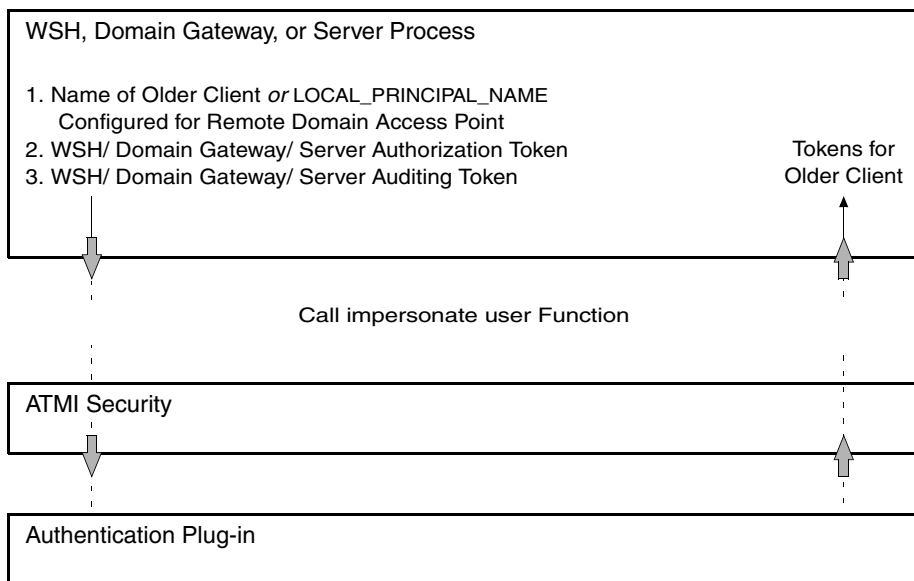 WSH, Domain Gateway, or Server Process
1. Name of Older Client or LOCAL_PRINCIPAL_NAME
Configured for Remote Domain Access Point
2. WSH/ Domain Gateway/ Server Authorization Token
3. WSH/ Domain Gateway/ Server Auditing Token
Tokens for
Older Client
Call impersonate user Function
ATMI Security
Authentication Plug-in